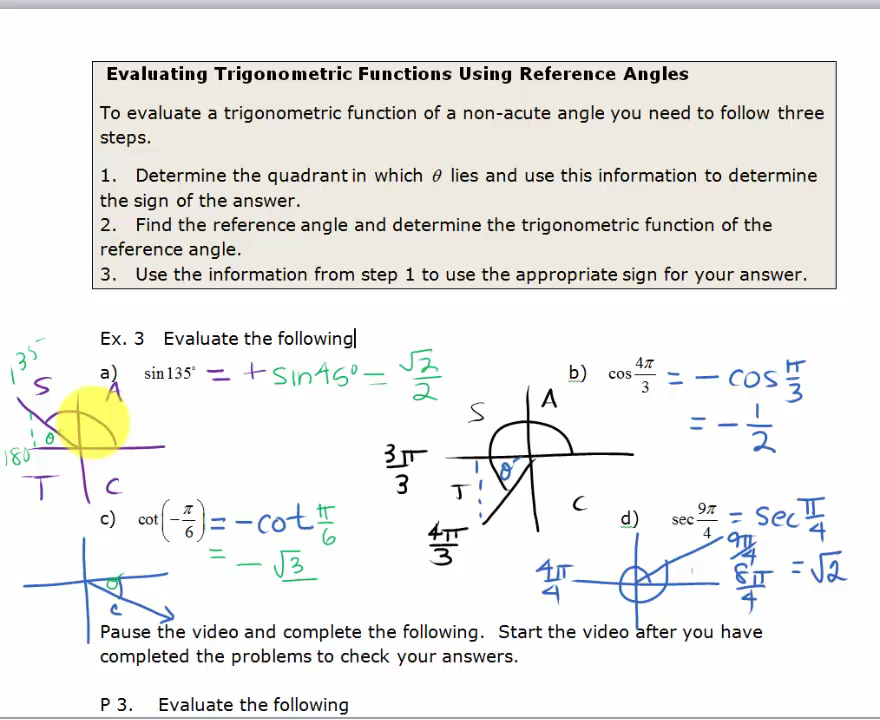 Evaluating Trigonometric Functions Using Reference Angles
To evaluate a trigonometric function of a non-acute angle you need to follow three
steps.
1. Determine the quadrant in which θ lies and use this information to determine
the sign of the answer.
2. Find the reference angle and determine the trigonometric function of the
reference angle.
3. Use the information from step 1 to use the appropriate sign for your answer.
Ex. 3 Evaluate the following
a) sin135° = + sin45° = √2/2
135
S A
θ
180
T C
b) cos 4π/3 = - cos π/3
= - 1/2
S A
3π/3
θ
T C
4π/3
c) cot(-π/6) = - cot π/6
= - √3
θ
C
d) sec 9π/4 = sec π/4
9π/4
4π/4 8π/4 = √2
Pause the video and complete the following. Start the video after you have
completed the problems to check your answers.
P 3. Evaluate the following